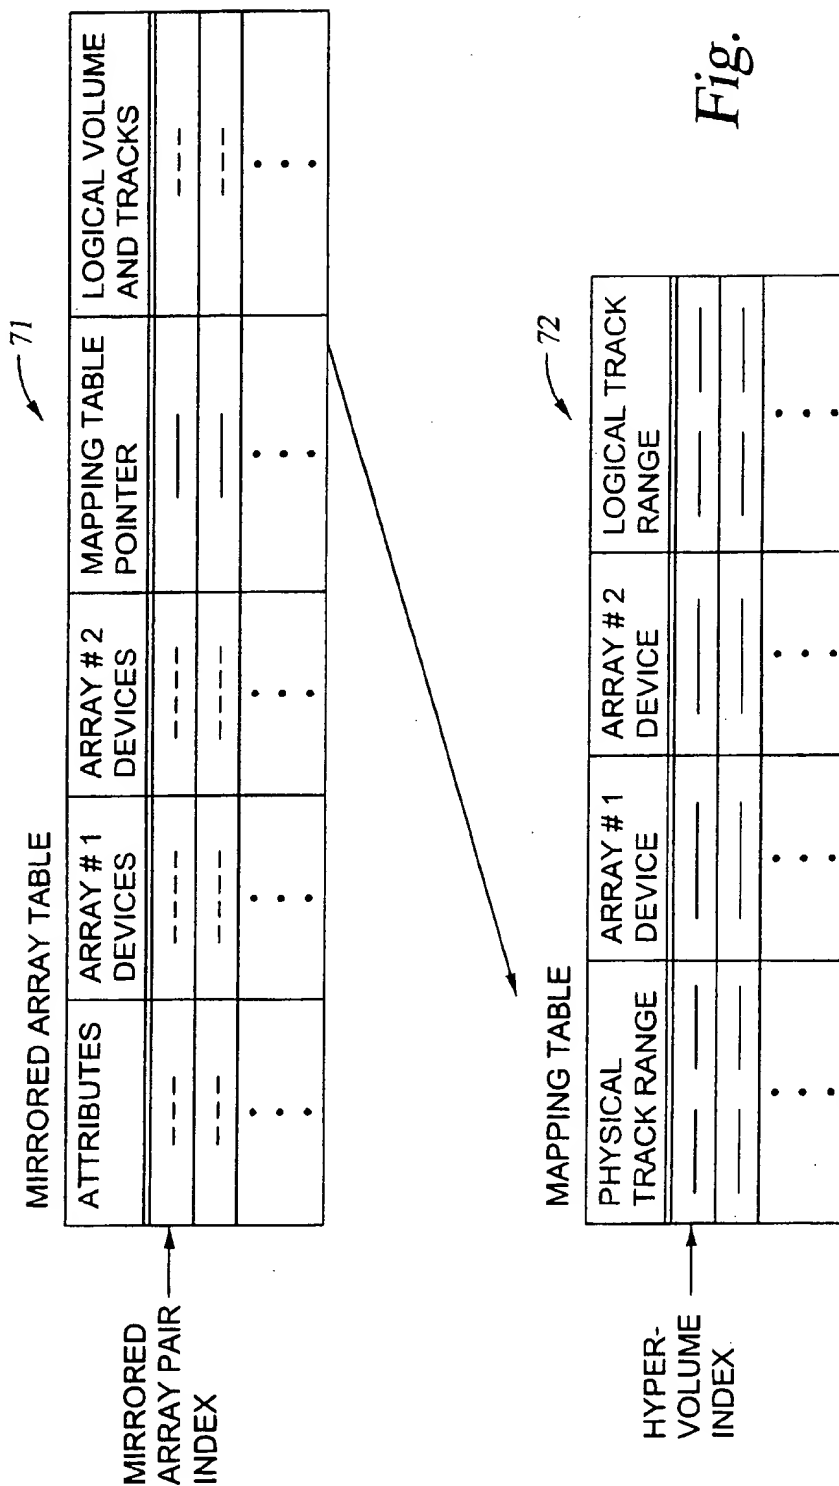 MIRRORED ARRAY TABLE
71
ATTRIBUTES
ARRAY # 1
DEVICES
ARRAY # 2
DEVICES
MAPPING TABLE
POINTER
LOGICAL VOLUME
AND TRACKS
MIRRORED
ARRAY PAIR
INDEX
MAPPING TABLE
72
PHYSICAL
TRACK RANGE
ARRAY # 1
DEVICE
ARRAY # 2
DEVICE
LOGICAL TRACK
RANGE
HYPER-
VOLUME
INDEX
Fig.